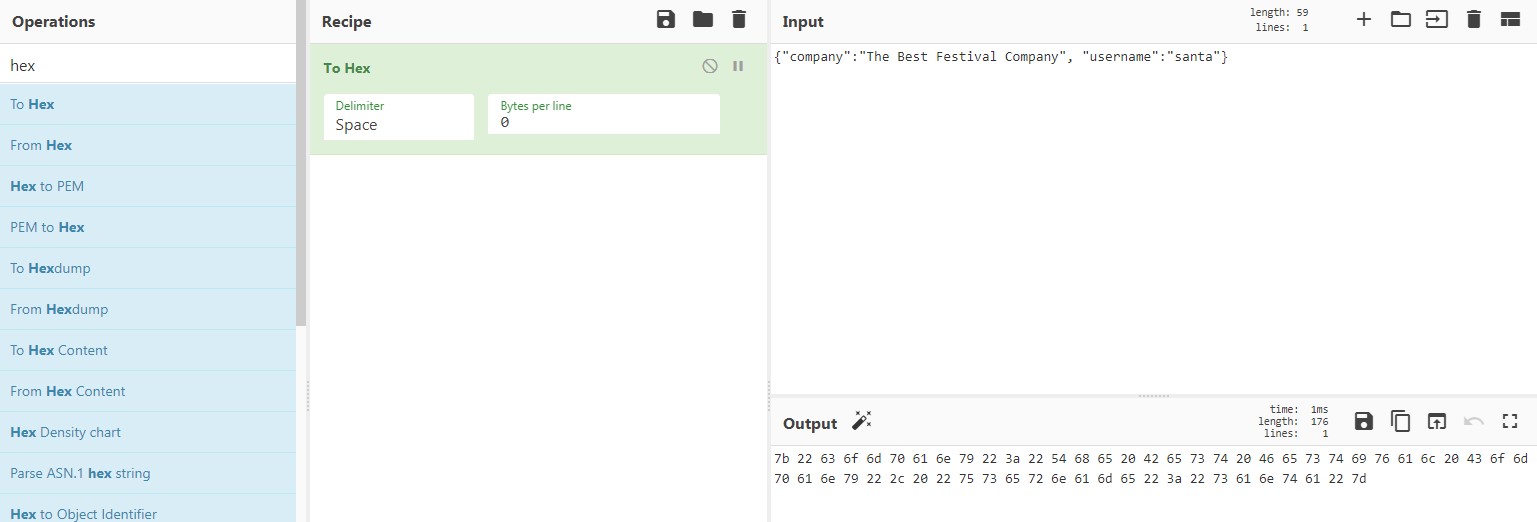 Operations
hex
To Hex
From Hex
Hex to PEM
PEM to Hex
To Hexdump
From Hexdump
To Hex Content
From Hex Content
Hex Density chart
Parse ASN.1 hex string
Hex to Object Identifier
Recipe
To Hex
Delimiter
Space
Bytes per line
0
Input
length: 59
lines: 1
{"company":"The Best Festival Company", "username":"santa"}
Output
time: 1ms
length: 176
lines: 1
7b 22 63 6f 6d 70 61 6e 79 22 3a 22 54 68 65 20 42 65 73 74 20 46 65 73 74 69 76 61 6c 20 43 6f 6d
70 61 6e 79 22 2c 20 22 75 73 65 72 6e 61 6d 65 22 3a 22 73 61 6e 74 61 22 7d